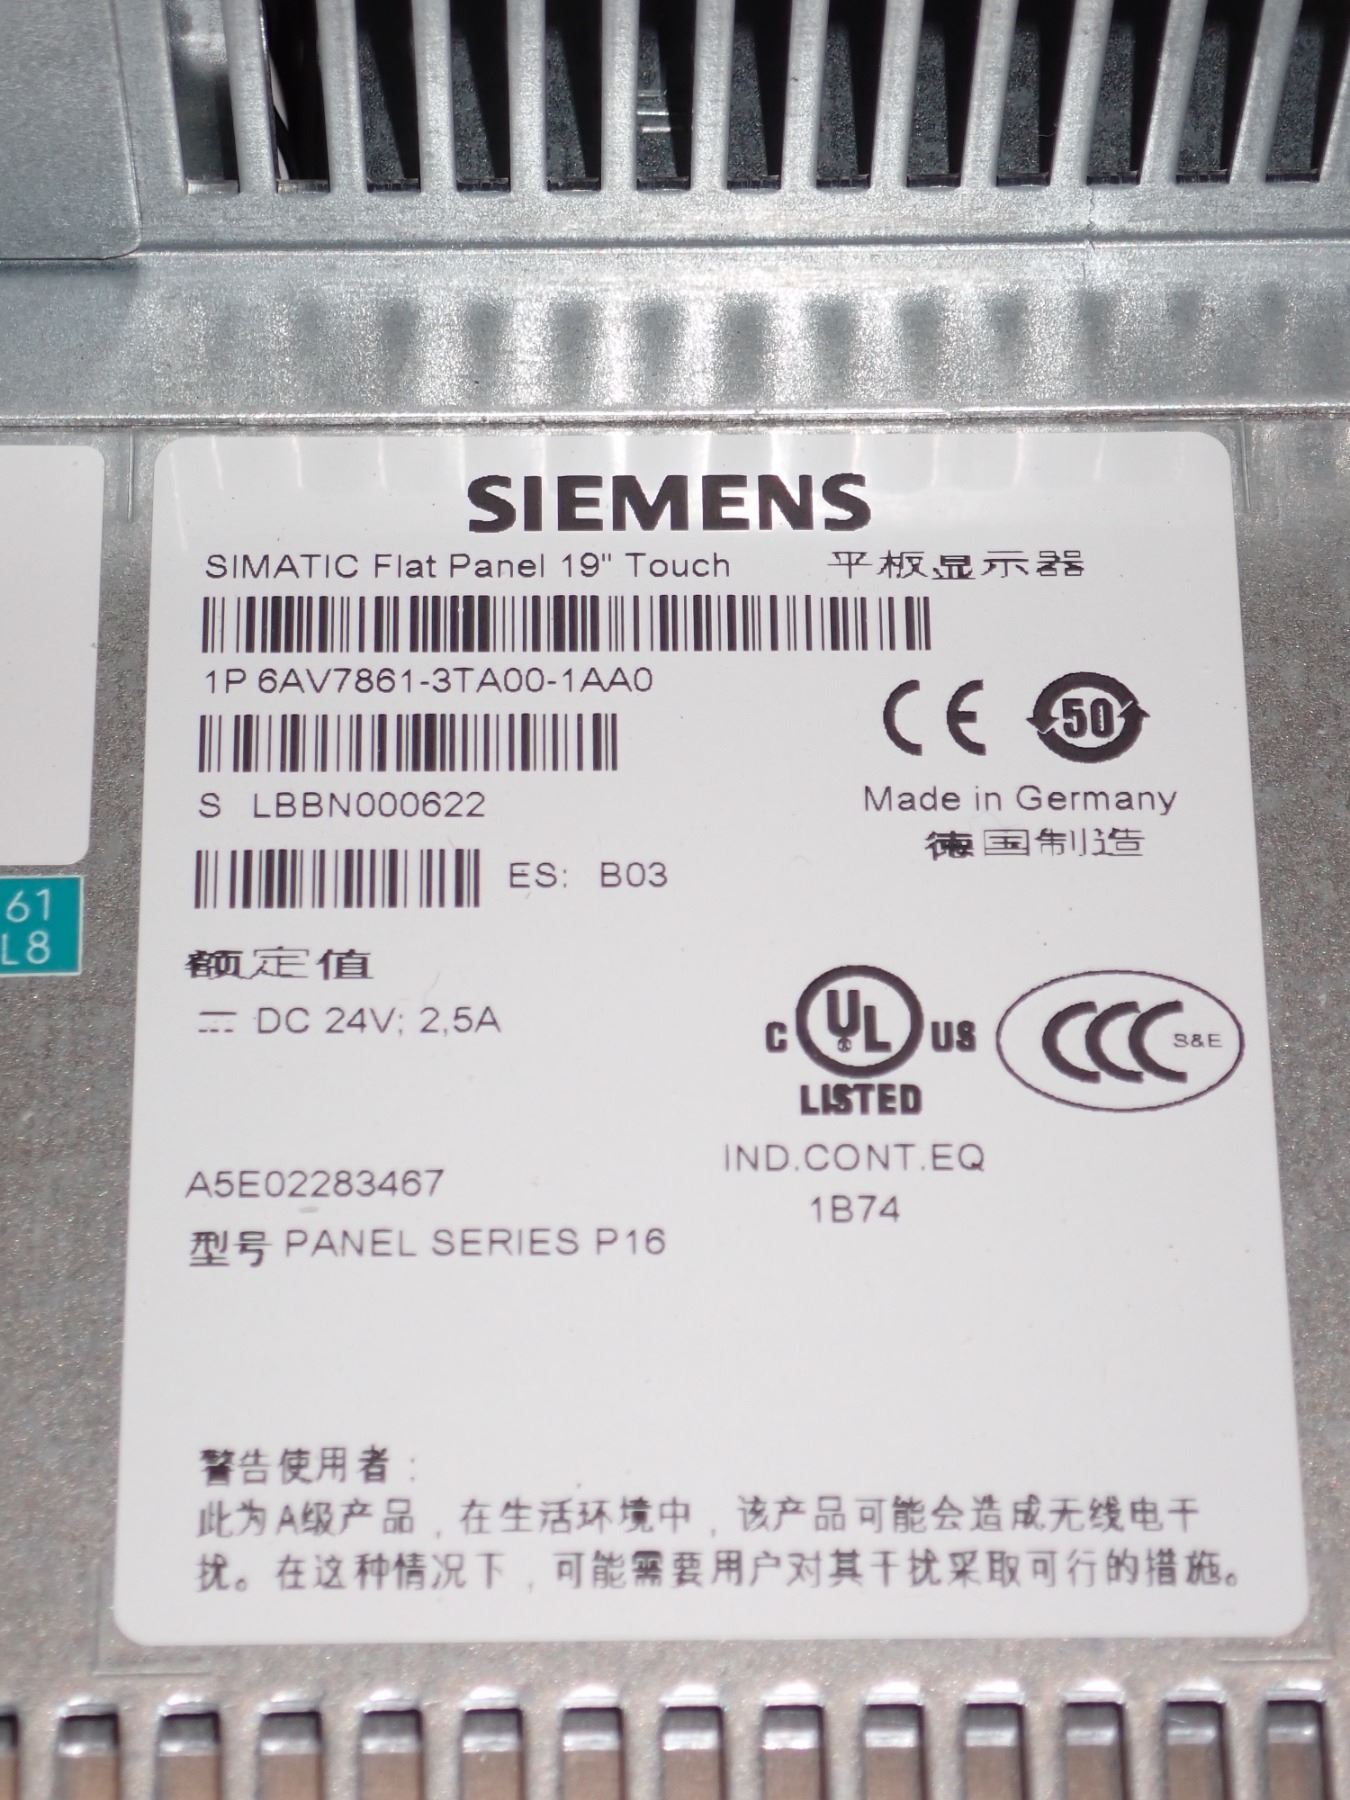 SIEMENS
SIMATIC Flat Panel 19" Touch 平板显示器
1P 6AV7861-3TA00-1AA0
CE 50
S LBBN000622
Made in Germany
德国制造
ES: B03
额定值
DC 24V; 2,5A
C UL US
LISTED
CCC S&E
IND.CONT.EQ
1B74
A5E02283467
型号 PANEL SERIES P16
警告使用者：
此为A级产品，在生活环境中，该产品可能会造成无线电干
扰。在这种情况下，可能需要用户对其干扰采取可行的措施。
61
L8